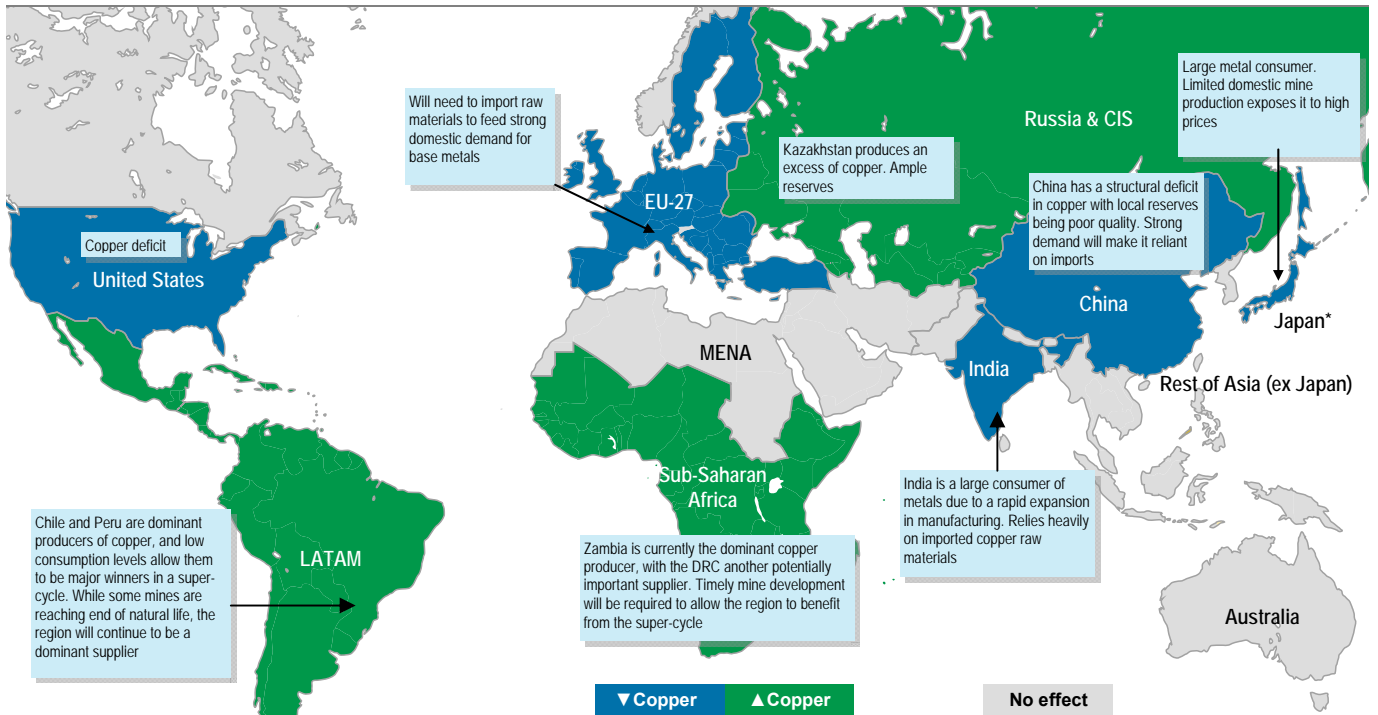 Large metal consumer.
Limited domestic mine
production exposes it to high
prices
Will need to import raw
materials to feed strong
domestic demand for
base metals
Russia & CIS
Kazakhstan produces an
excess of copper. Ample
reserves
China has a structural deficit
in copper with local reserves
being poor quality. Strong
demand will make it reliant
on imports
EU-27
Copper deficit
United States
China
Japan*
MENA
India
Rest of Asia (ex Japan)
Sub-Saharan
Africa
India is a large consumer of
metals due to a rapid expansion
in manufacturing. Relies heavily
on imported copper raw
materials
Chile and Peru are dominant
producers of copper, and low
consumption levels allow them
to be major winners in a super-
cycle. While some mines are
reaching end of natural life, the
region will continue to be a
dominant supplier
LATAM
Zambia is currently the dominant copper
producer, with the DRC another potentially
important supplier. Timely mine development
will be required to allow the region to benefit
from the super-cycle
Australia
▼Copper
▲Copper
No effect